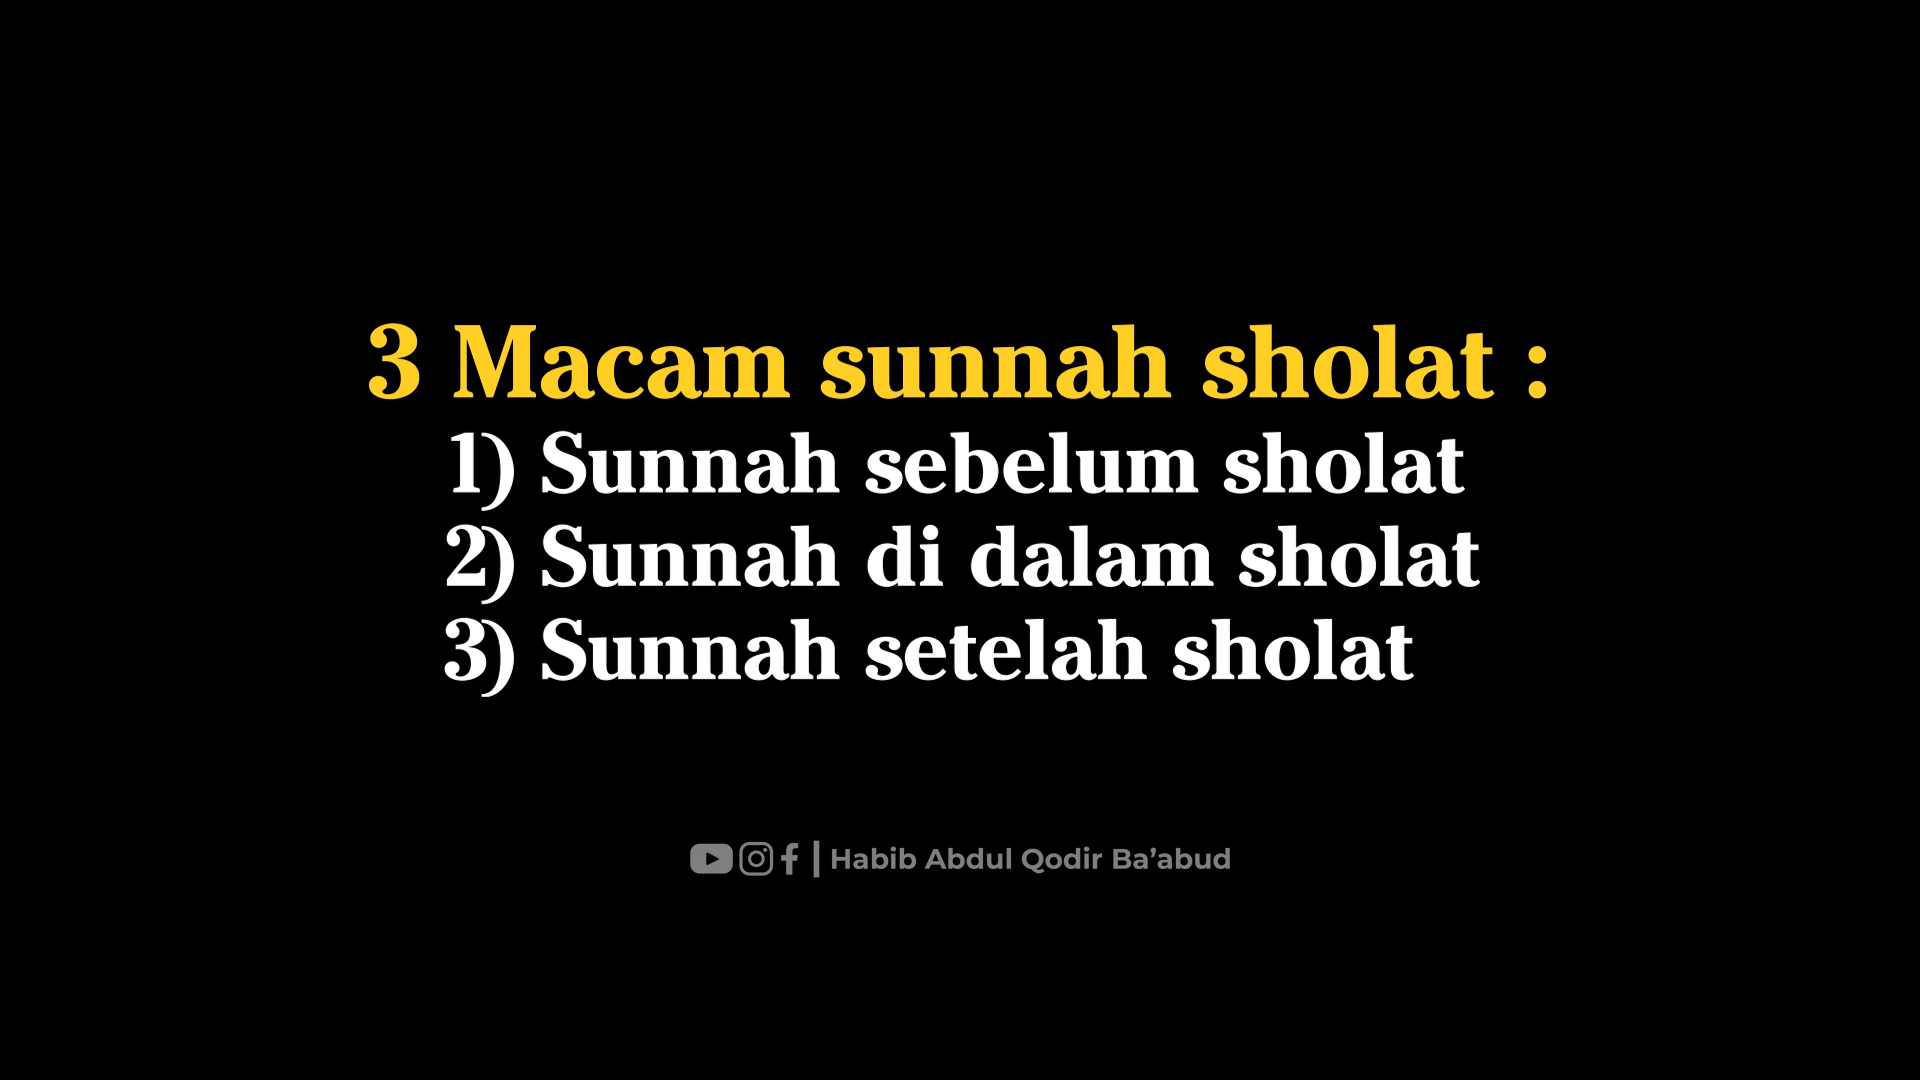 3 Macam sunnah sholat :
1) Sunnah sebelum sholat
2) Sunnah di dalam sholat
3) Sunnah setelah sholat
| Habib Abdul Qodir Ba’abud